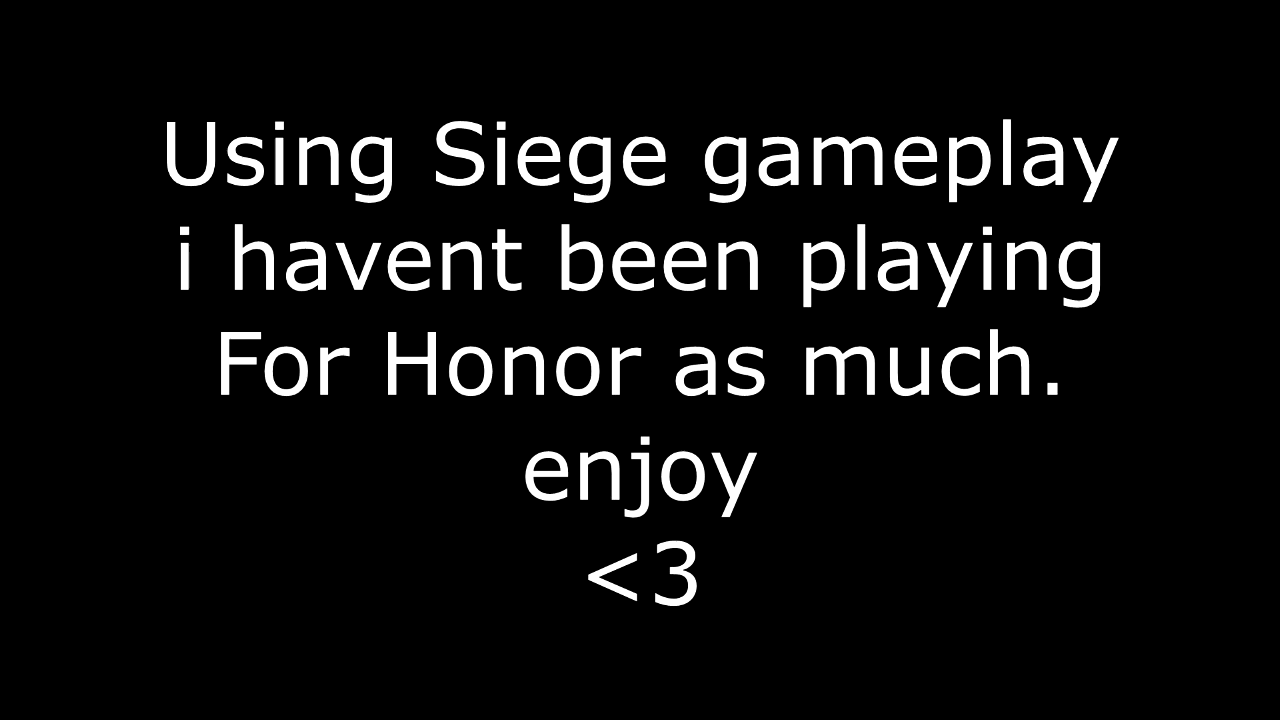 Using Siege gameplay
i havent been playing
For Honor as much.
enjoy
<3